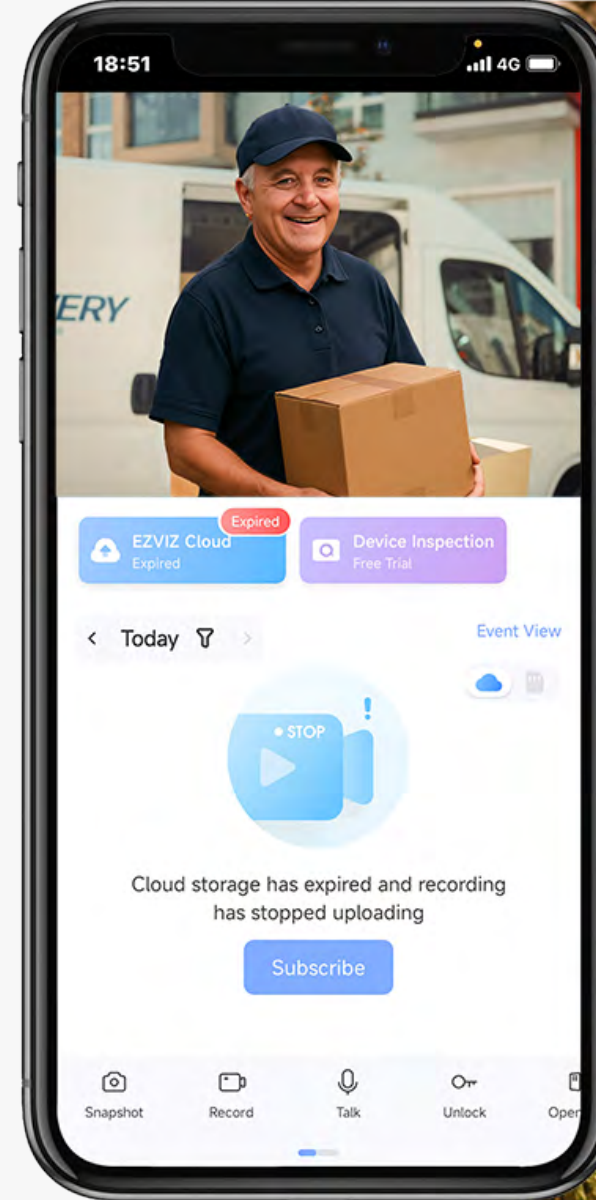 18:51
4G
ERY
Expired
EZVIZ Cloud
Expired
Device Inspection
Free Trial
Today
Event View
STOP
!
Cloud storage has expired and recording
has stopped uploading
Subscribe
Snapshot
Record
Talk
Unlock
Open